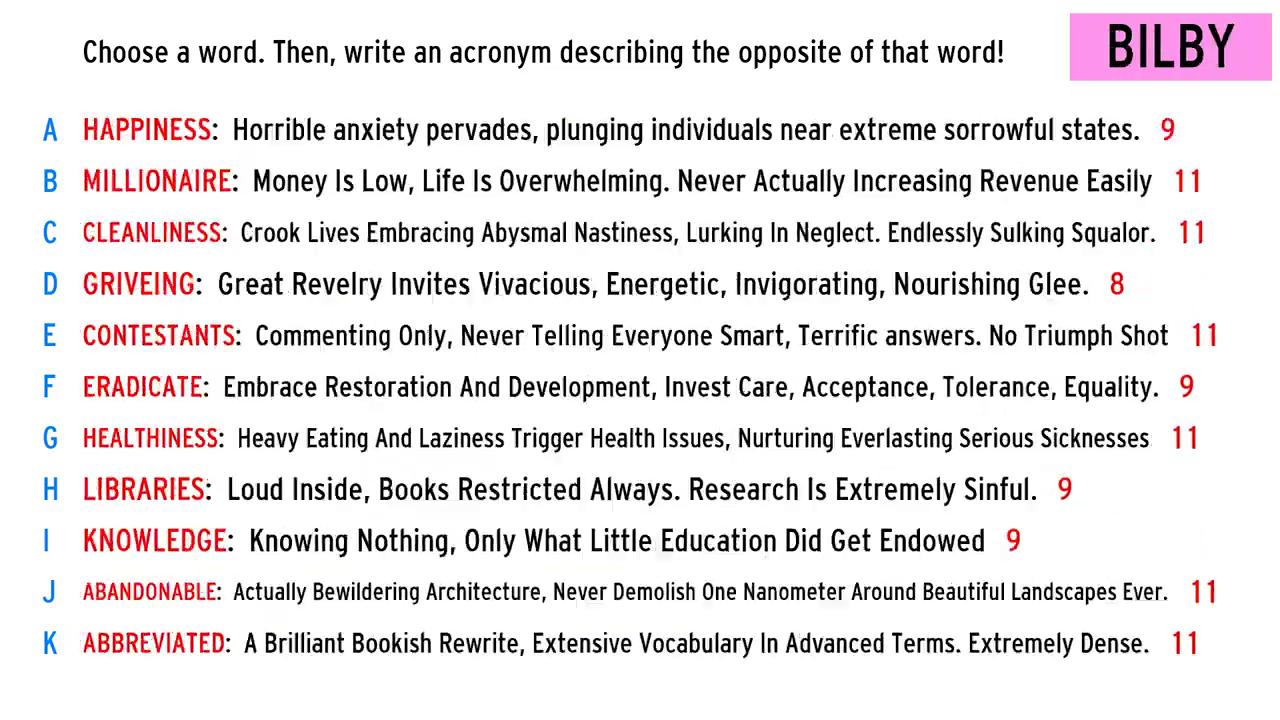 Choose a word. Then, write an acronym describing the opposite of that word!
BILBY
A HAPPINESS: Horrible anxiety pervades, plunging individuals near extreme sorrowful states. 9
B MILLIONAIRE: Money Is Low, Life Is Overwhelming. Never Actually Increasing Revenue Easily 11
C CLEANLINESS: Crook Lives Embracing Abysmal Nastiness, Lurking In Neglect. Endlessly Sulking Squalor. 11
D GRIVEING: Great Revelry Invites Vivacious, Energetic, Invigorating, Nourishing Glee. 8
E CONTESTANTS: Commenting Only, Never Telling Everyone Smart, Terrific answers. No Triumph Shot 11
F ERADICATE: Embrace Restoration And Development, Invest Care, Acceptance, Tolerance, Equality. 9
G HEALTHINESS: Heavy Eating And Laziness Trigger Health Issues, Nurturing Everlasting Serious Sicknesses 11
H LIBRARIES: Loud Inside, Books Restricted Always. Research Is Extremely Sinful. 9
I KNOWLEDGE: Knowing Nothing, Only What Little Education Did Get Endowed 9
J ABANDONABLE: Actually Bewildering Architecture, Never Demolish One Nanometer Around Beautiful Landscapes Ever. 11
K ABBREVIATED: A Brilliant Bookish Rewrite, Extensive Vocabulary In Advanced Terms. Extremely Dense. 11